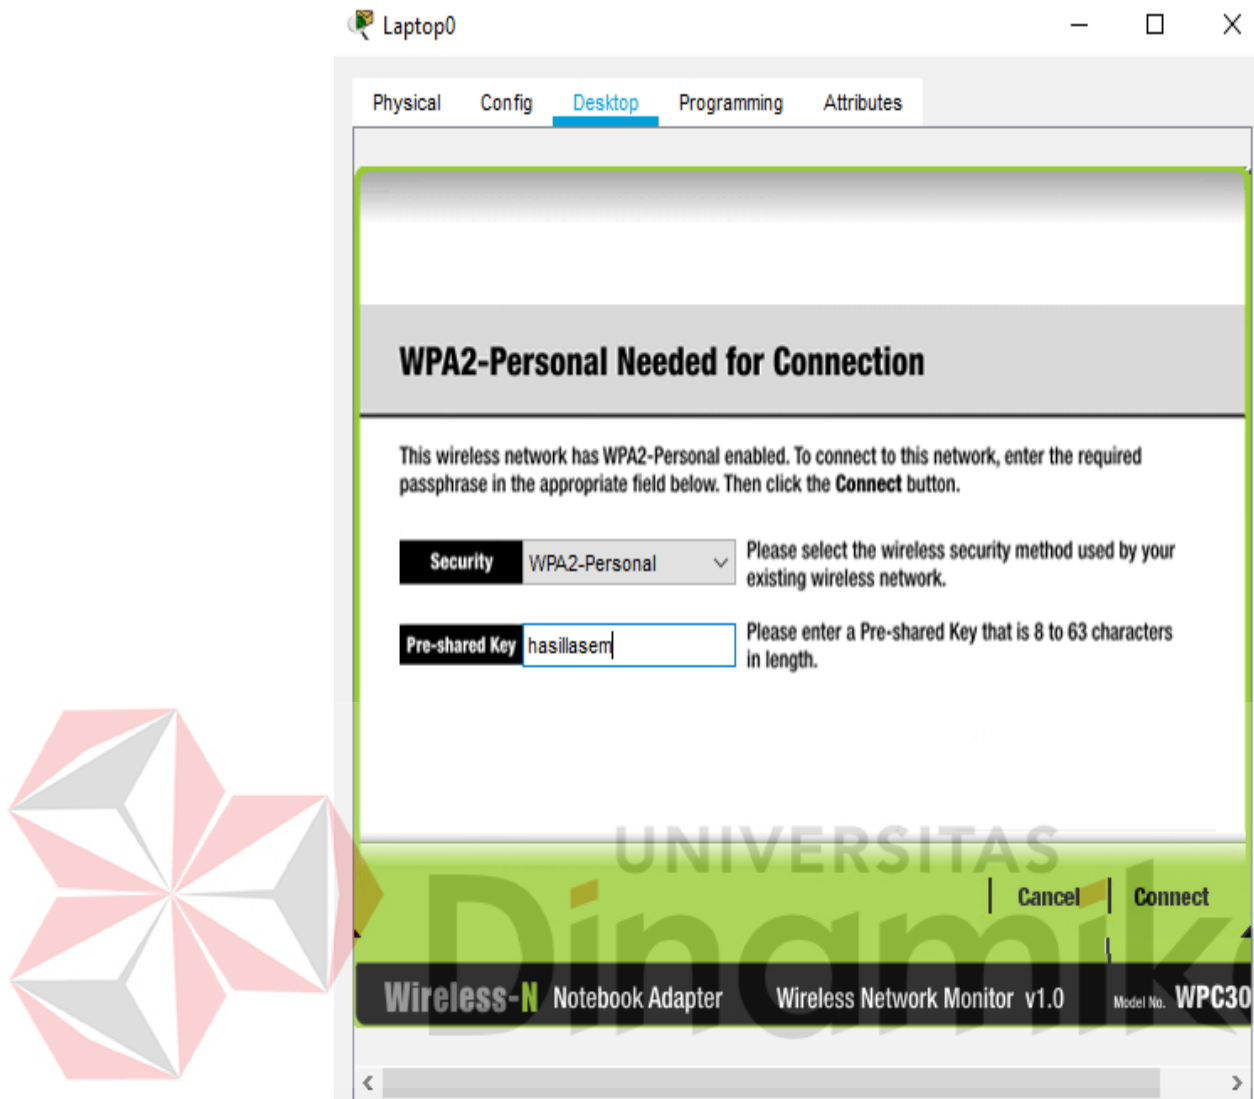 Laptop0
Physical Config Desktop Programming Attributes
WPA2-Personal Needed for Connection
This wireless network has WPA2-Personal enabled. To connect to this network, enter the required
passphrase in the appropriate field below. Then click the Connect button.
Security WPA2-Personal
Please select the wireless security method used by your
existing wireless network.
Pre-shared Key hasillasem
Please enter a Pre-shared Key that is 8 to 63 characters
in length.
UNIVERSITAS
Dinamik
Cancel Connect
Wireless-N Notebook Adapter Wireless Network Monitor v1.0 Model No. WPC30